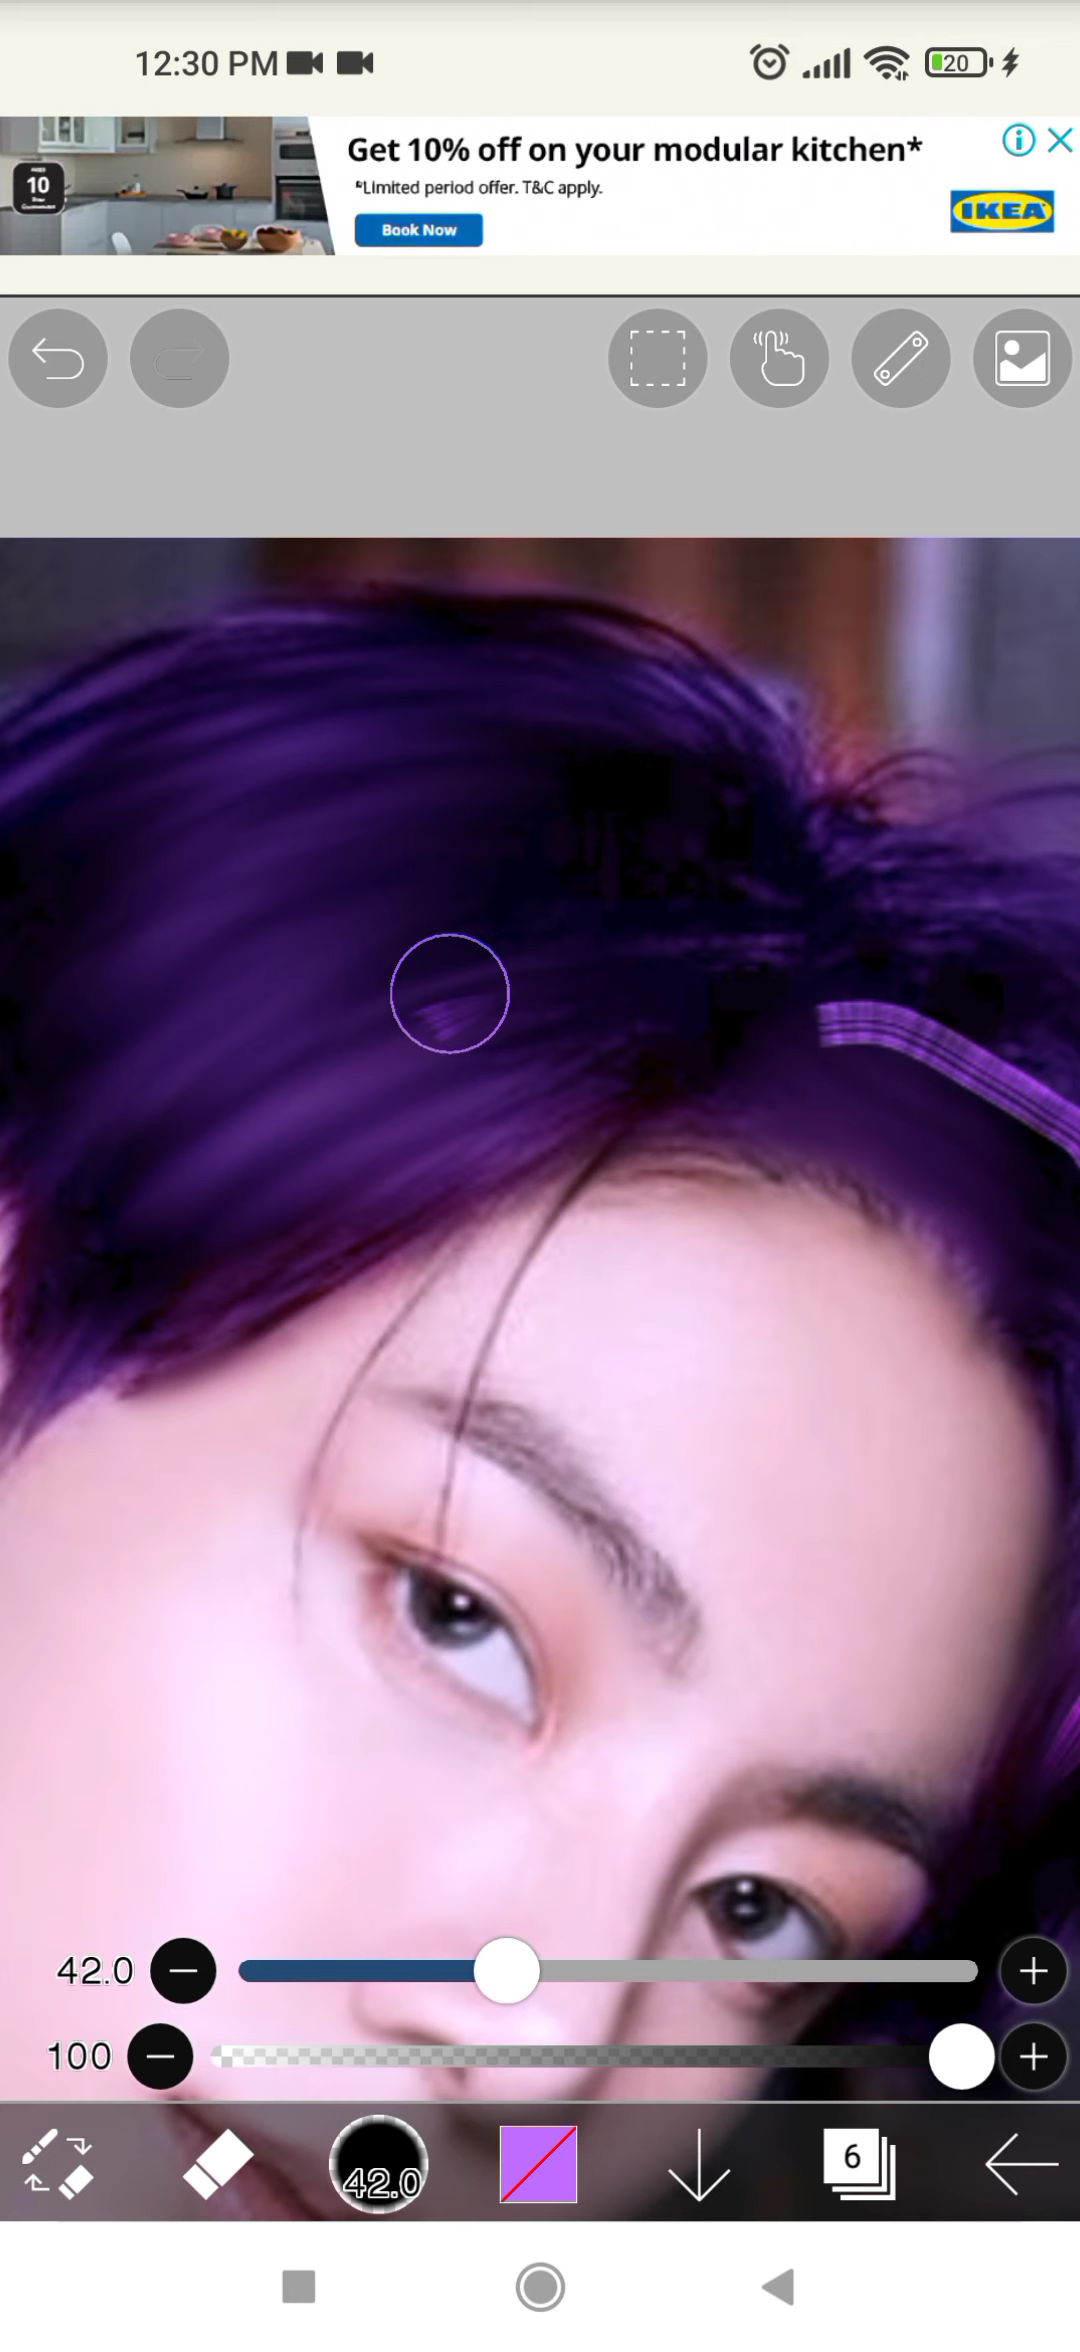 12:30 PM
20
10
Get 10% off on your modular kitchen*
*Limited period offer. T&C apply.
Book Now
IKEA
42.0
100
42.0
6